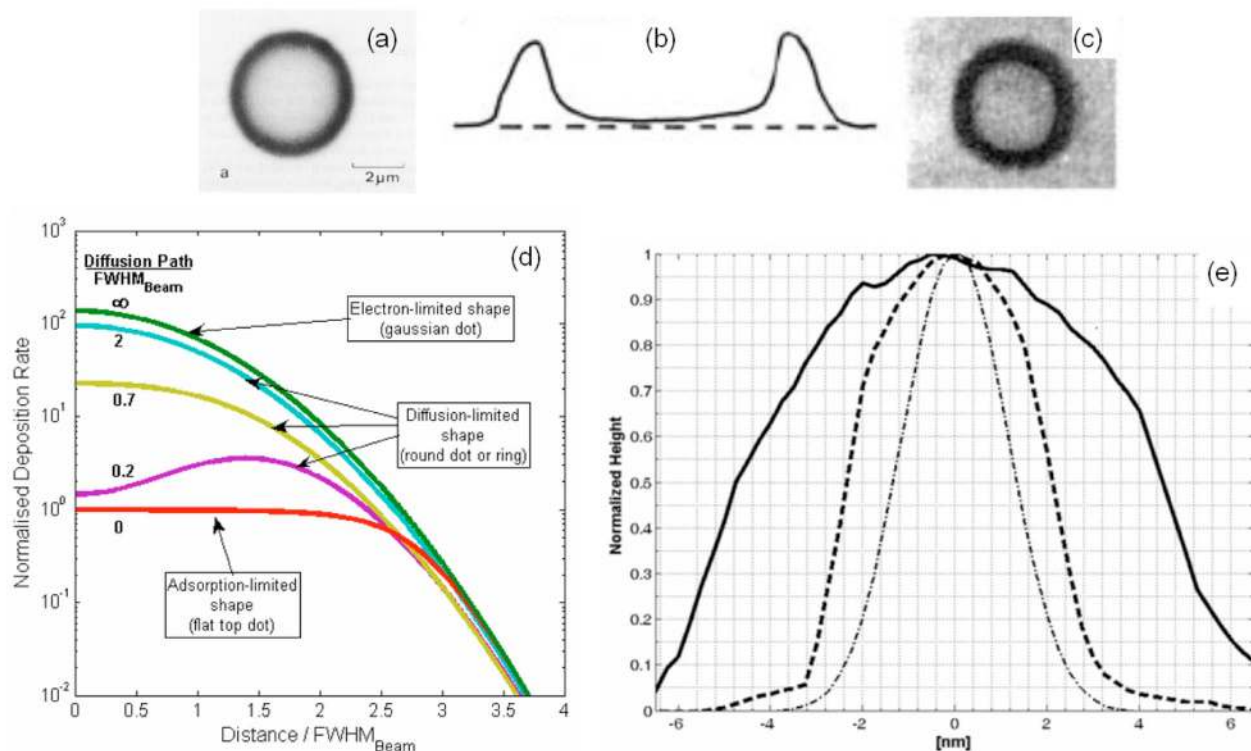 (a)
(b)
(c)
a
2µm
(d)
10³
10²
10¹
10⁰
10⁻¹
10⁻²
Normalised Deposition Rate
Diffusion Path
FWHM_Beam
∞
2
0.7
0.2
0
Electron-limited shape
(gaussian dot)
Diffusion-limited
shape
(round dot or ring)
Adsorption-limited
shape
(flat top dot)
0 0.5 1 1.5 2 2.5 3 3.5 4
Distance / FWHM_Beam
(e)
1
0.9
0.8
0.7
0.6
0.5
0.4
0.3
0.2
0.1
0
Normalized Height
-6 -4 -2 0 2 4 6
[nm]